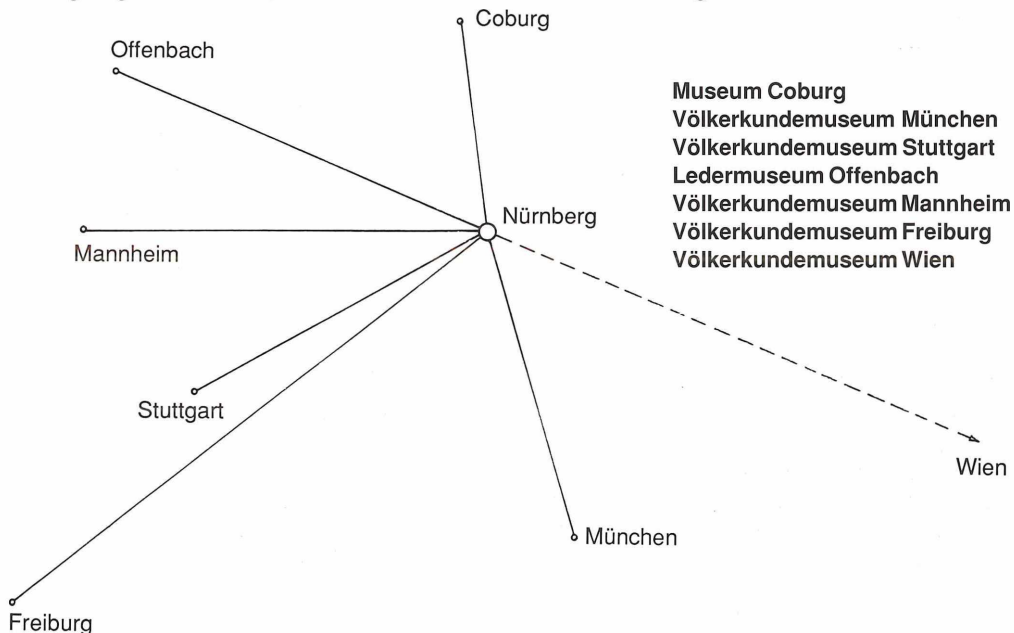 Coburg
Offenbach
Museum Coburg
Völkerkundemuseum München
Völkerkundemuseum Stuttgart
Ledermuseum Offenbach
Völkerkundemuseum Mannheim
Völkerkundemuseum Freiburg
Völkerkundemuseum Wien
Nürnberg
Mannheim
Stuttgart
Wien
München
Freiburg